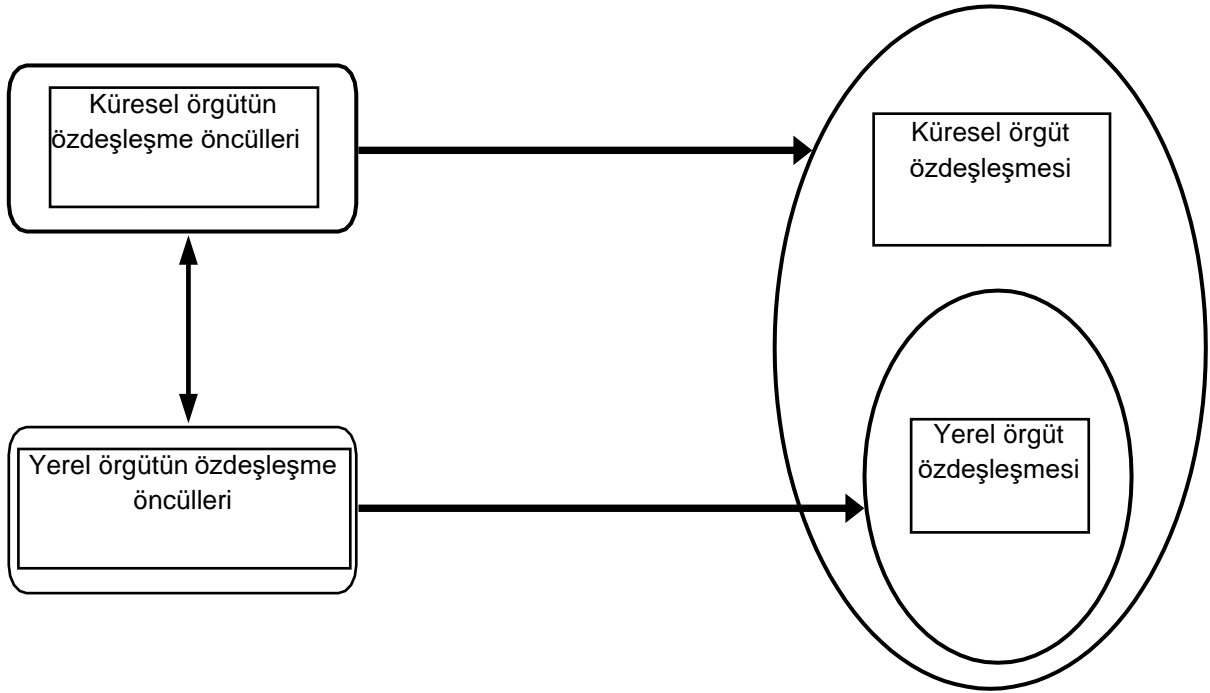 Küresel örgütün
özdeşleşme öncülleri
Küresel örgüt
özdeşleşmesi
Yerel örgütün özdeşleşme
öncülleri
Yerel örgüt
özdeşleşmesi